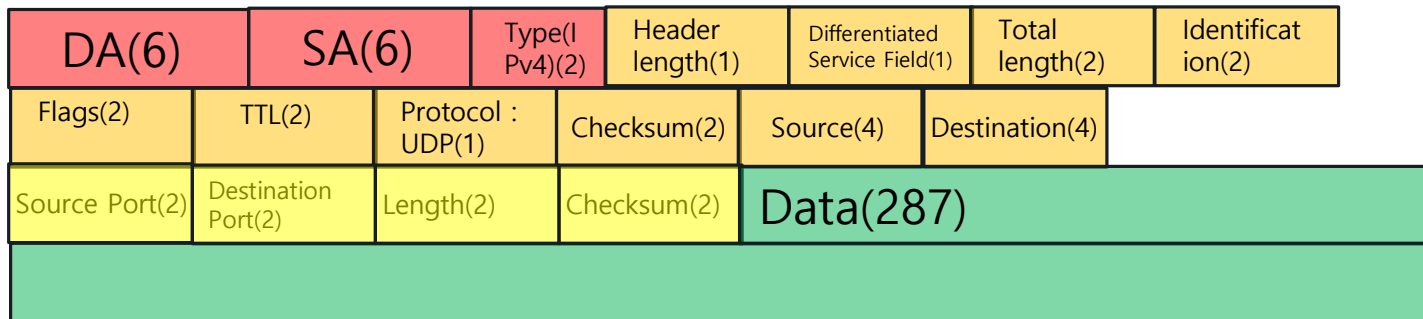 DA(6)
SA(6)
Type(I
Pv4)(2)
Header
length(1)
Differentiated
Service Field(1)
Total
length(2)
Identificat
ion(2)
Flags(2)
TTL(2)
Protocol :
UDP(1)
Checksum(2)
Source(4)
Destination(4)
Source Port(2)
Destination
Port(2)
Length(2)
Checksum(2)
Data(287)